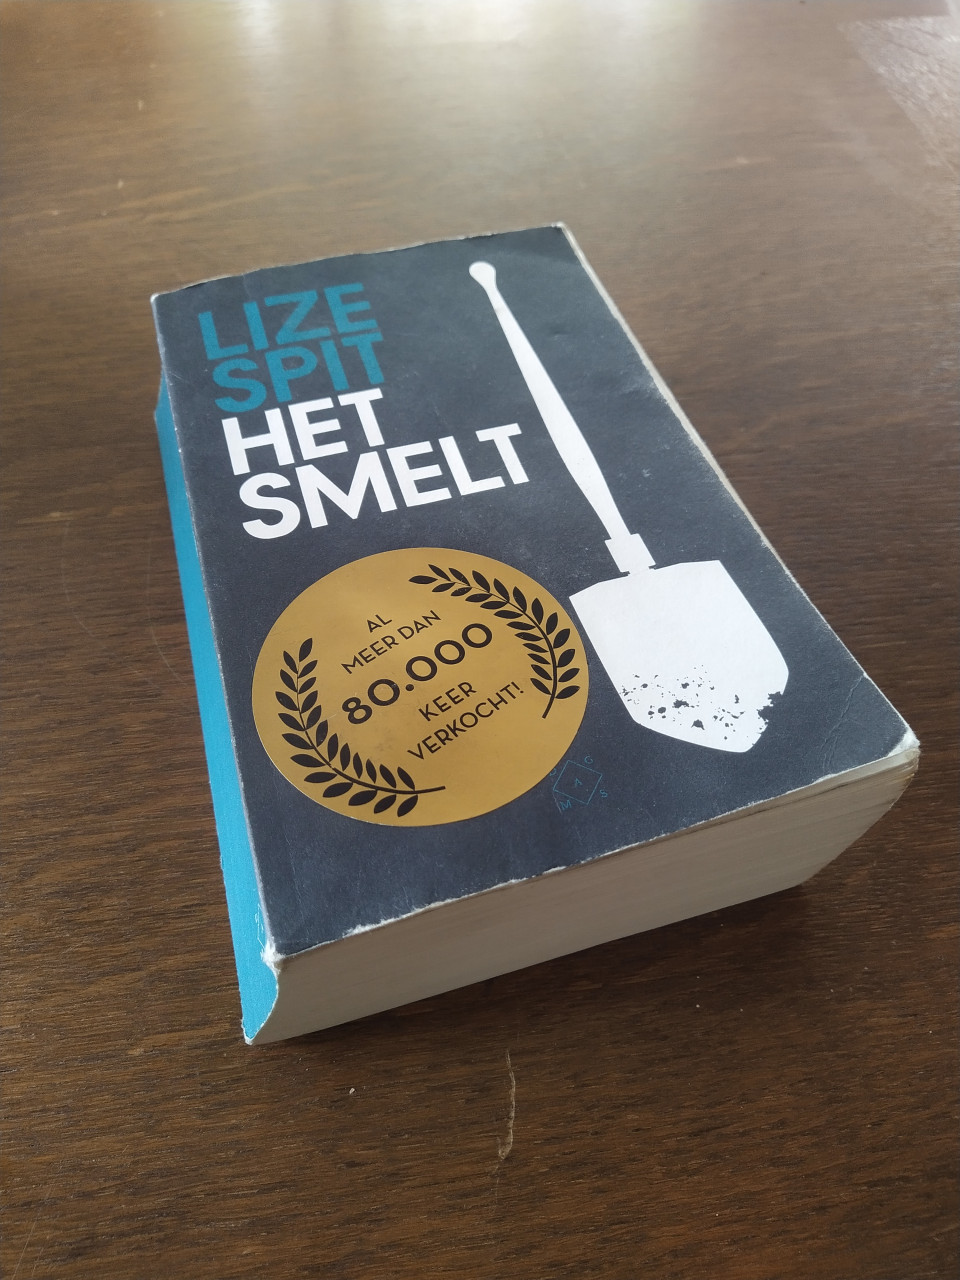 LIZE
SPIT
HET
SMELT
AL
MEER DAN
80.000
KEER
VERKOCHT!